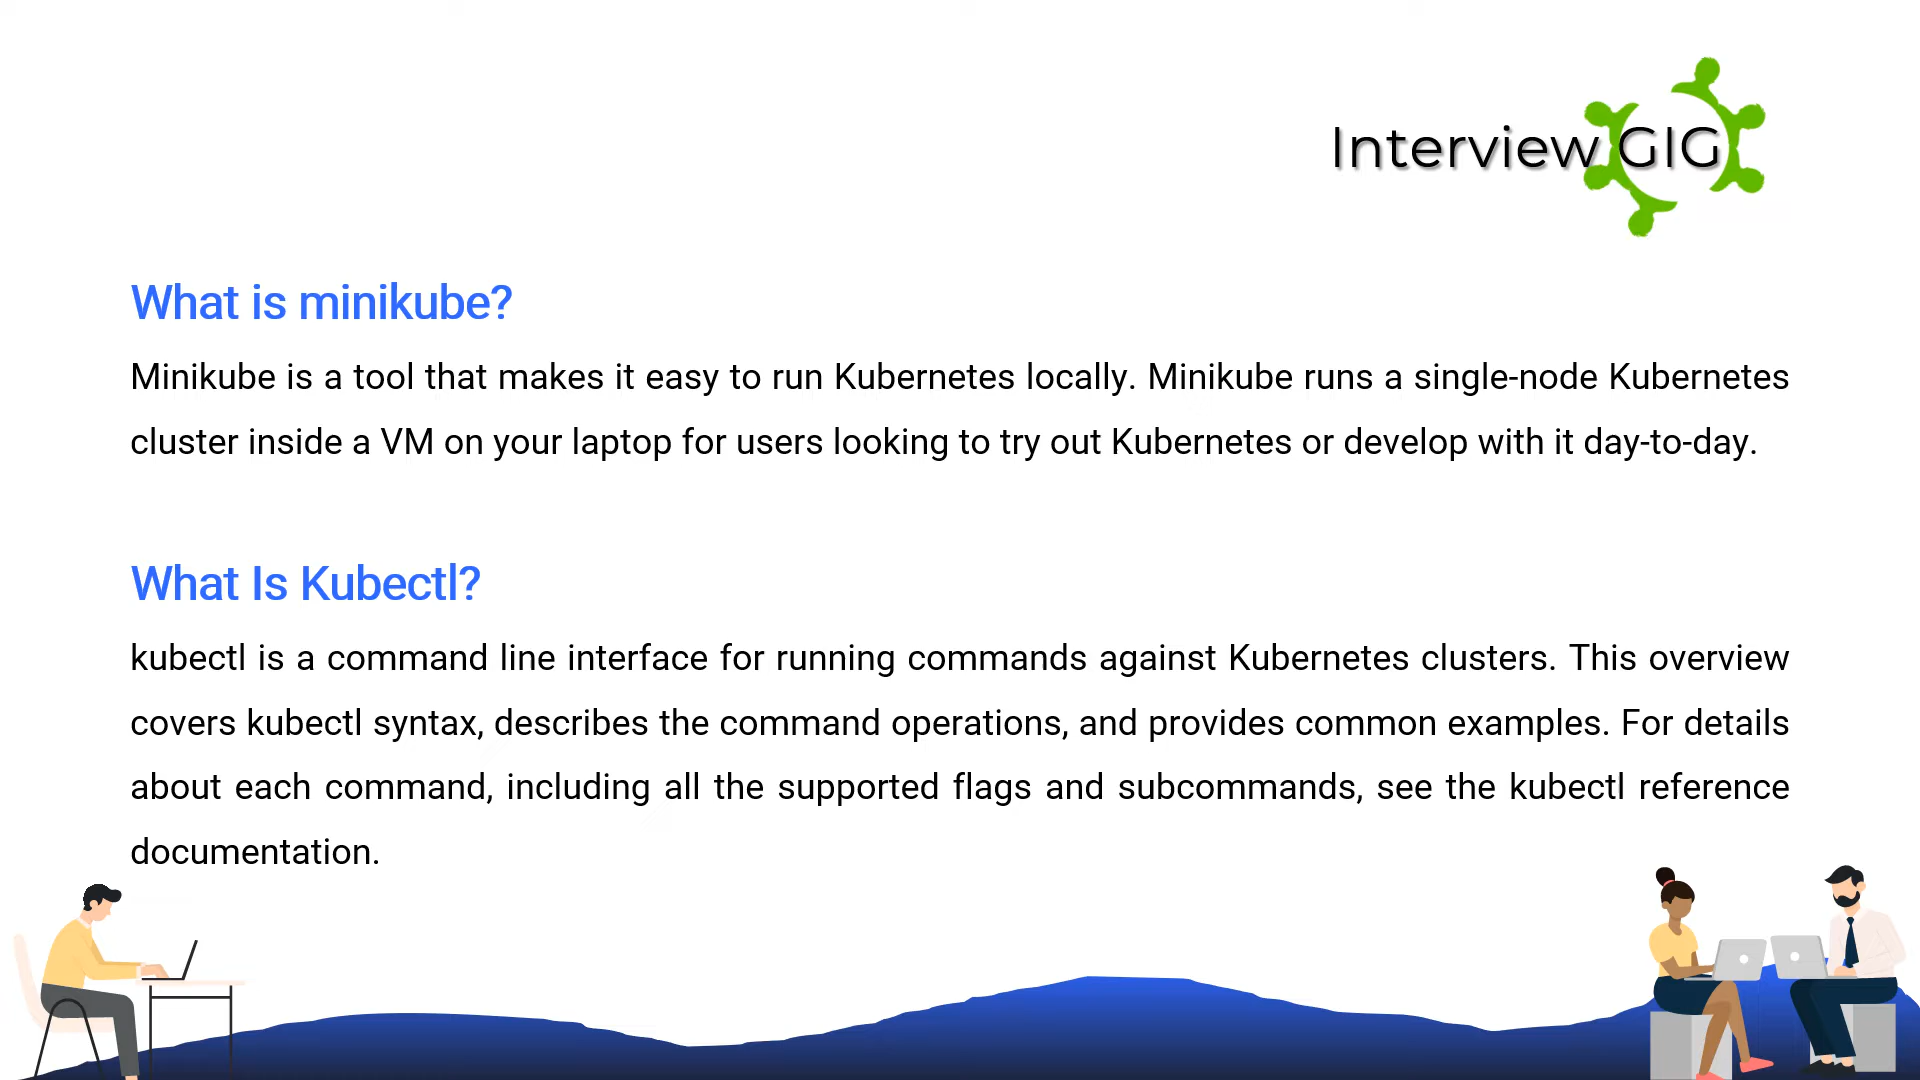 Interview GIG
What is minikube?
Minikube is a tool that makes it easy to run Kubernetes locally. Minikube runs a single-node Kubernetes
cluster inside a VM on your laptop for users looking to try out Kubernetes or develop with it day-to-day.
What Is Kubectl?
kubectl is a command line interface for running commands against Kubernetes clusters. This overview
covers kubectl syntax, describes the command operations, and provides common examples. For details
about each command, including all the supported flags and subcommands, see the kubectl reference
documentation.